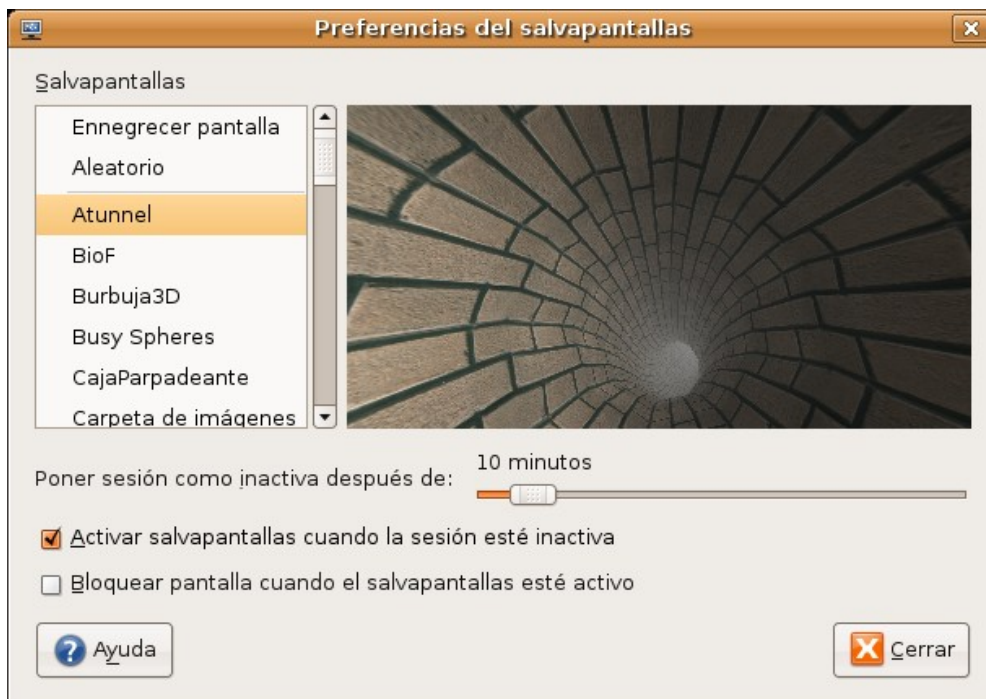 Preferencias del salvapantallas
Salvapantallas
Ennegrecer pantalla
Aleatorio
Atunnel
BioF
Burbuja3D
Busy Spheres
CajaParpadeante
Carpeta de imágenes
10 minutos
Poner sesión como inactiva después de:
Activar salvapantallas cuando la sesión esté inactiva
Bloquear pantalla cuando el salvapantallas esté activo
Ayuda
Cerrar